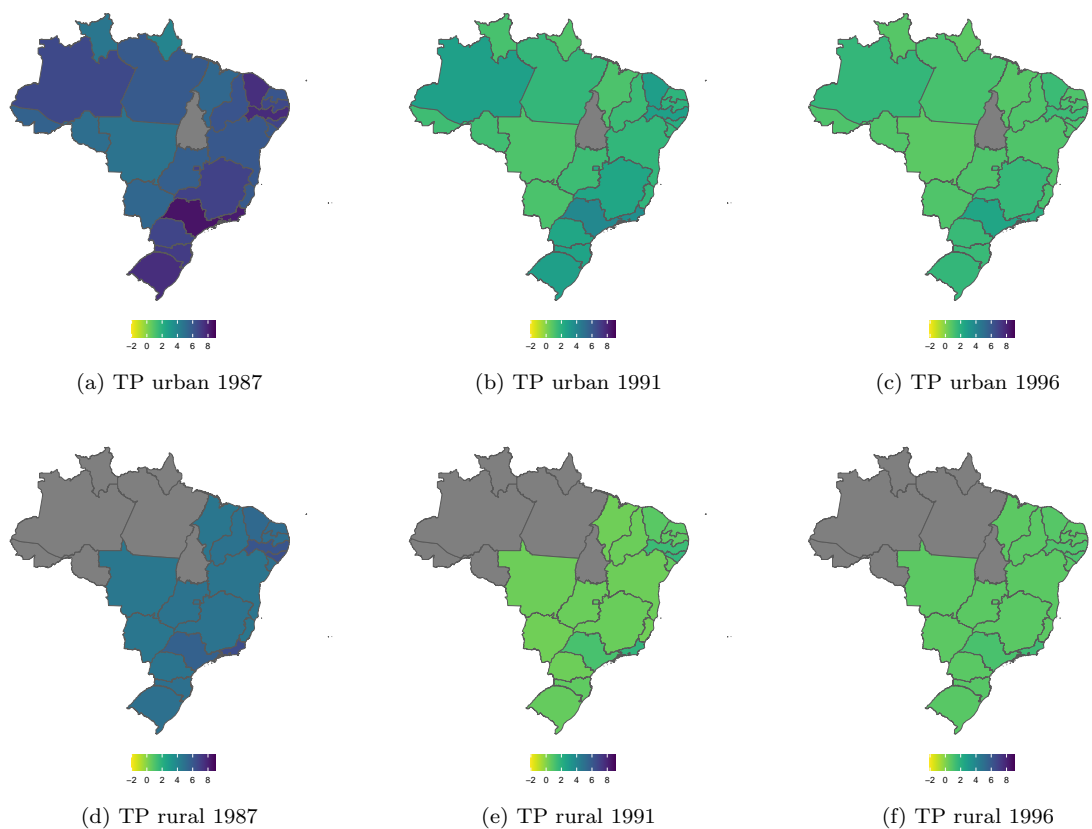 −2 0 2 4 6 8
−2 0 2 4 6 8
−2 0 2 4 6 8
(a) TP urban 1987
(b) TP urban 1991
(c) TP urban 1996
−2 0 2 4 6 8
−2 0 2 4 6 8
−2 0 2 4 6 8
(d) TP rural 1987
(e) TP rural 1991
(f) TP rural 1996